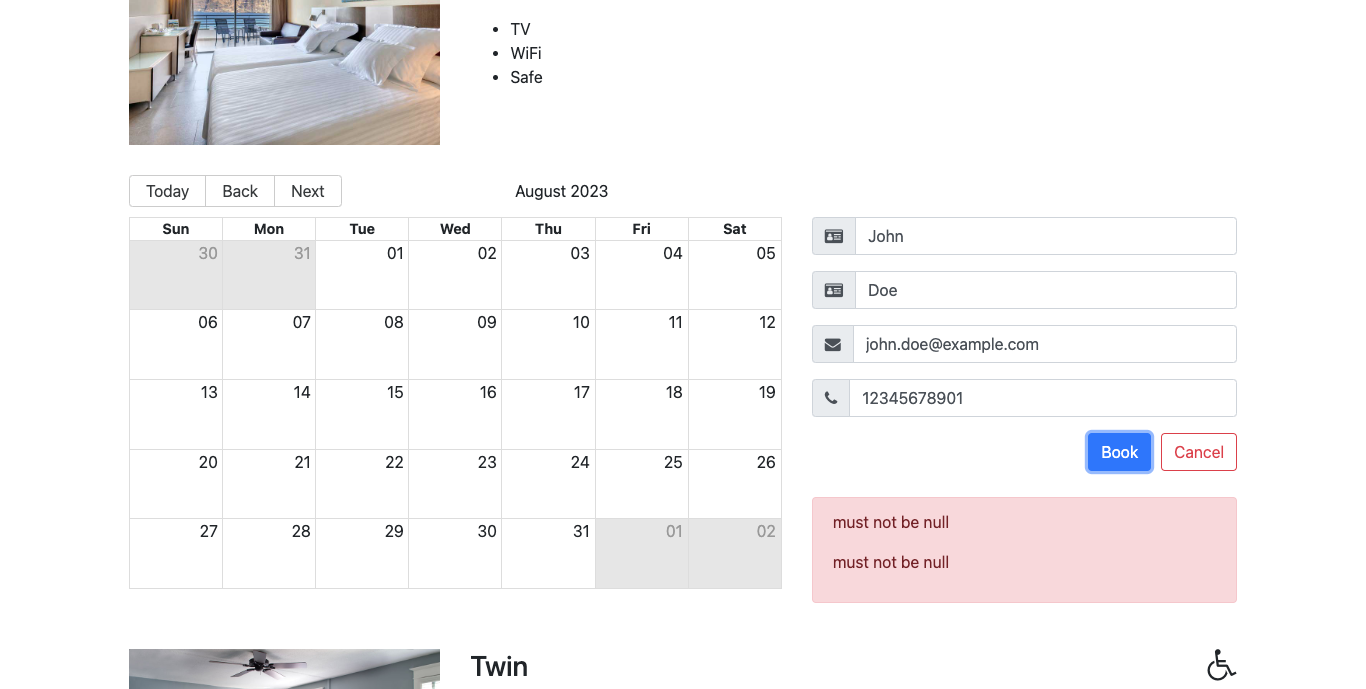 TV
WiFi
Safe
Today Back Next
August 2023
Sun Mon Tue Wed Thu Fri Sat
30 31 01 02 03 04 05
06 07 08 09 10 11 12
13 14 15 16 17 18 19
20 21 22 23 24 25 26
27 28 29 30 31 01 02
John
Doe
john.doe@example.com
12345678901
Book Cancel
must not be null
must not be null
Twin